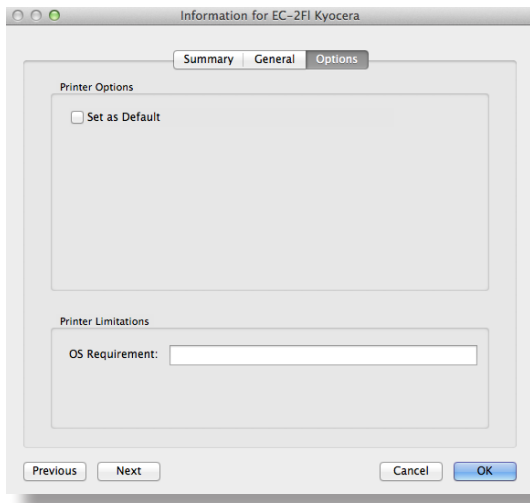 Information for EC-2Fl Kyocera
Summary General Options
Printer Options
Set as Default
Printer Limitations
OS Requirement:
Previous Next Cancel OK